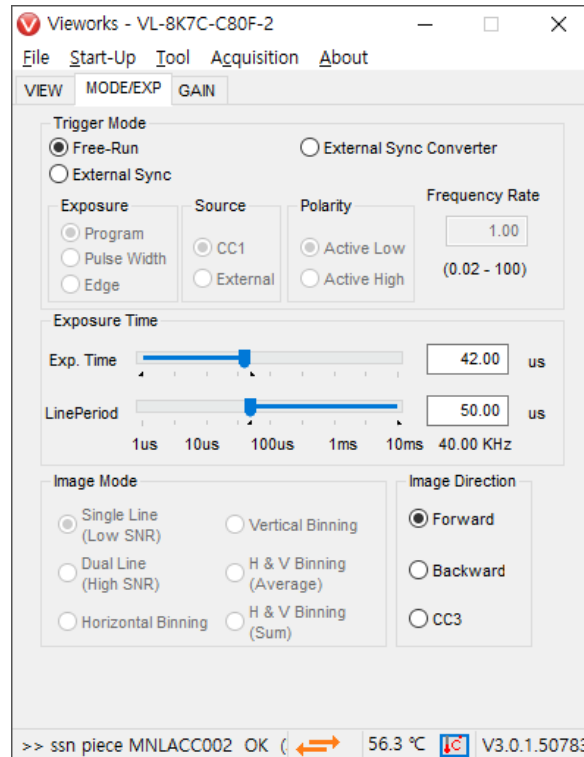 Vieworks - VL-8K7C-C80F-2
File Start-Up Tool Acquisition About
VIEW MODE/EXP GAIN
Trigger Mode
Free-Run External Sync Converter
External Sync
Exposure Source Polarity Frequency Rate
Program CC1 Active Low 1.00
Pulse Width External Active High (0.02 - 100)
Edge
Exposure Time
Exp. Time 42.00 us
LinePeriod 50.00 us
1us 10us 100us 1ms 10ms 40.00 KHz
Image Mode Image Direction
Single Line (Low SNR) Vertical Binning Forward
Dual Line (High SNR) H & V Binning (Average) Backward
Horizontal Binning H & V Binning (Sum) CC3
>> ssn piece MNLACC002 OK ( 56.3 ℃ ℃ V3.0.1.50783